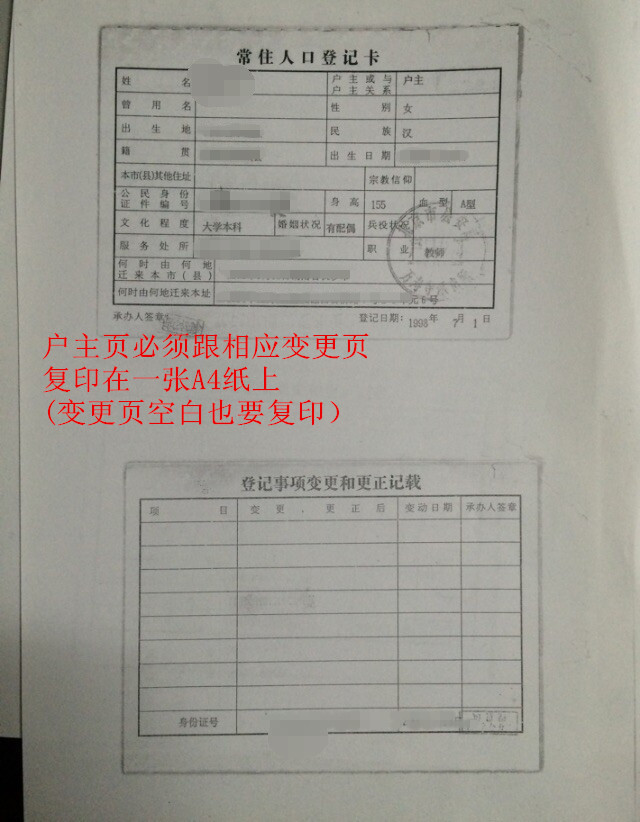 常住人口登记卡
姓名 户主或与户主关系 户主
曾用名 性别 女
出生地 民族 汉
籍贯 出生日期
本市(县)其他住址 宗教信仰
公民身份证件编号 身高 155 血型 A型
文化程度 大学本科 婚姻状况 有配偶 兵役状况
服务处所 职业 教师
何时由何地迁来本市(县)
何时由何地迁来本址 元6号
承办人签章: 登记日期: 1998年 7 1 日
户主页必须跟相应变更页
复印在一张A4纸上
(变更页空白也要复印)
登记事项变更和更正记载
项目 变更、更正后 变动日期 承办人签章
身份证号